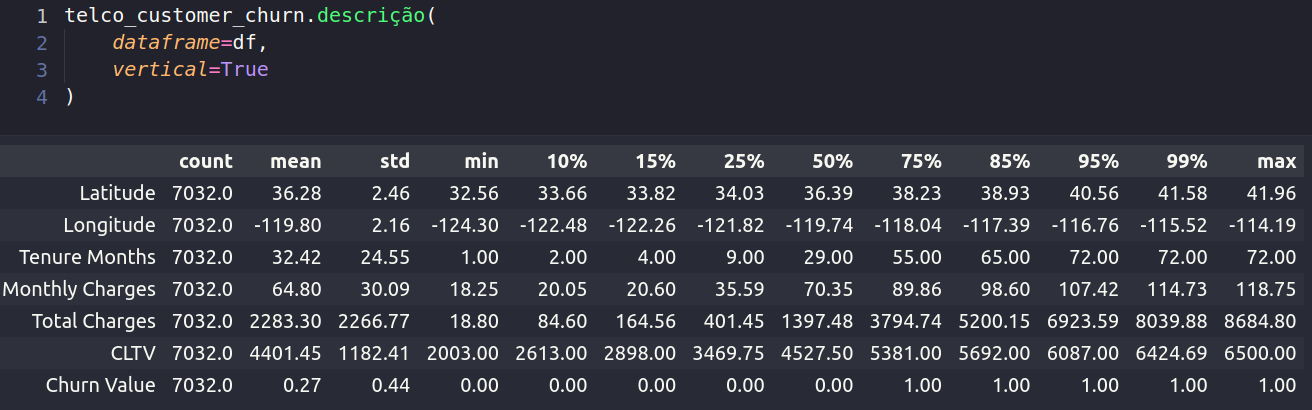 1 telco_customer_churn.descrição(
2 dataframe=df,
3 vertical=True
4 )
count mean std min 10% 15% 25% 50% 75% 85% 95% 99% max
Latitude 7032.0 36.28 2.46 32.56 33.66 33.82 34.03 36.39 38.23 38.93 40.56 41.58 41.96
Longitude 7032.0 -119.80 2.16 -124.30 -122.48 -122.26 -121.82 -119.74 -118.04 -117.39 -116.76 -115.52 -114.19
Tenure Months 7032.0 32.42 24.55 1.00 2.00 4.00 9.00 29.00 55.00 65.00 72.00 72.00 72.00
Monthly Charges 7032.0 64.80 30.09 18.25 20.05 20.60 35.59 70.35 89.86 98.60 107.42 114.73 118.75
Total Charges 7032.0 2283.30 2266.77 18.80 84.60 164.56 401.45 1397.48 3794.74 5200.15 6923.59 8039.88 8684.80
CLTV 7032.0 4401.45 1182.41 2003.00 2613.00 2898.00 3469.75 4527.50 5381.00 5692.00 6087.00 6424.69 6500.00
Churn Value 7032.0 0.27 0.44 0.00 0.00 0.00 0.00 0.00 1.00 1.00 1.00 1.00 1.00